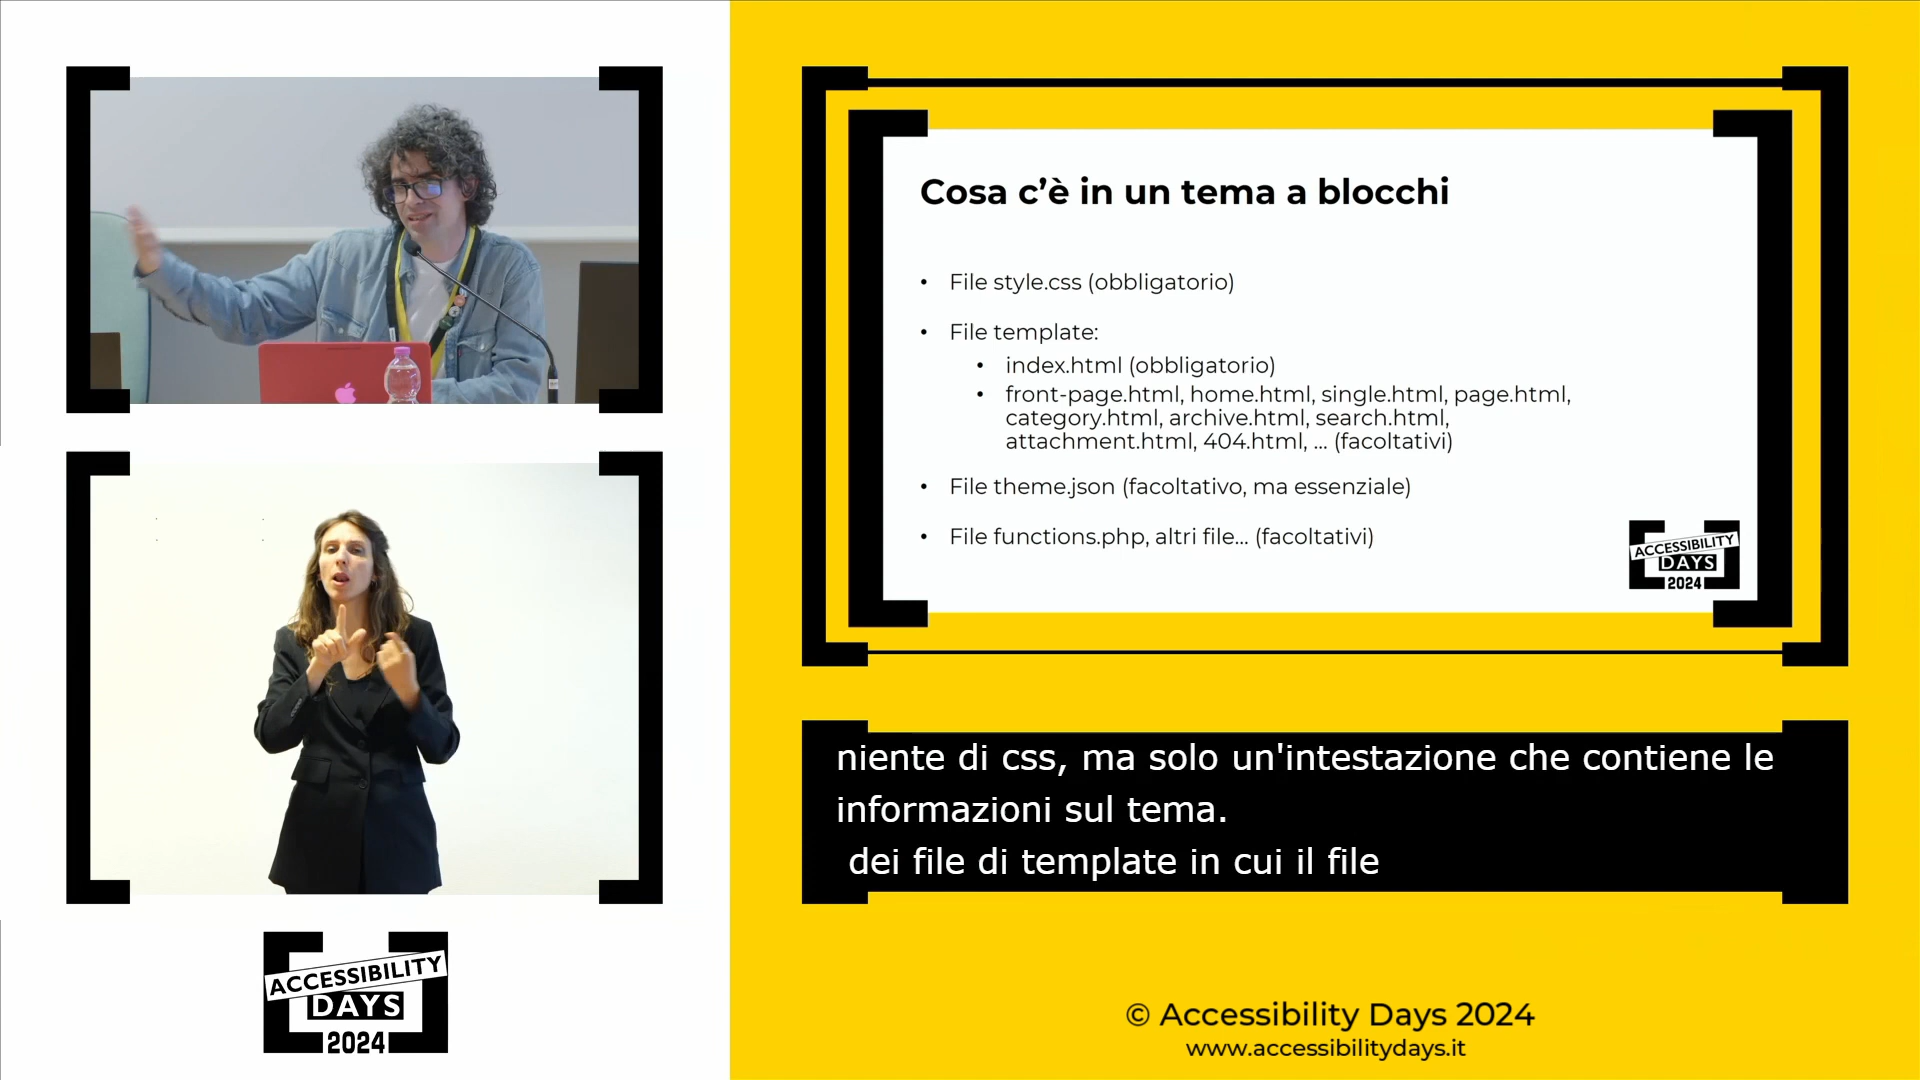 Cosa c’è in un tema a blocchi
• File style.css (obbligatorio)
• File template:
• index.html (obbligatorio)
• front-page.html, home.html, single.html, page.html,
category.html, archive.html, search.html,
attachment.html, 404.html, ... (facoltativi)
• File theme.json (facoltativo, ma essenziale)
• File functions.php, altri file... (facoltativi)
ACCESSIBILITY
DAYS
2024
niente di css, ma solo un'intestazione che contiene le
informazioni sul tema.
dei file di template in cui il file
ACCESSIBILITY
DAYS
2024
© Accessibility Days 2024
www.accessibilitydays.it